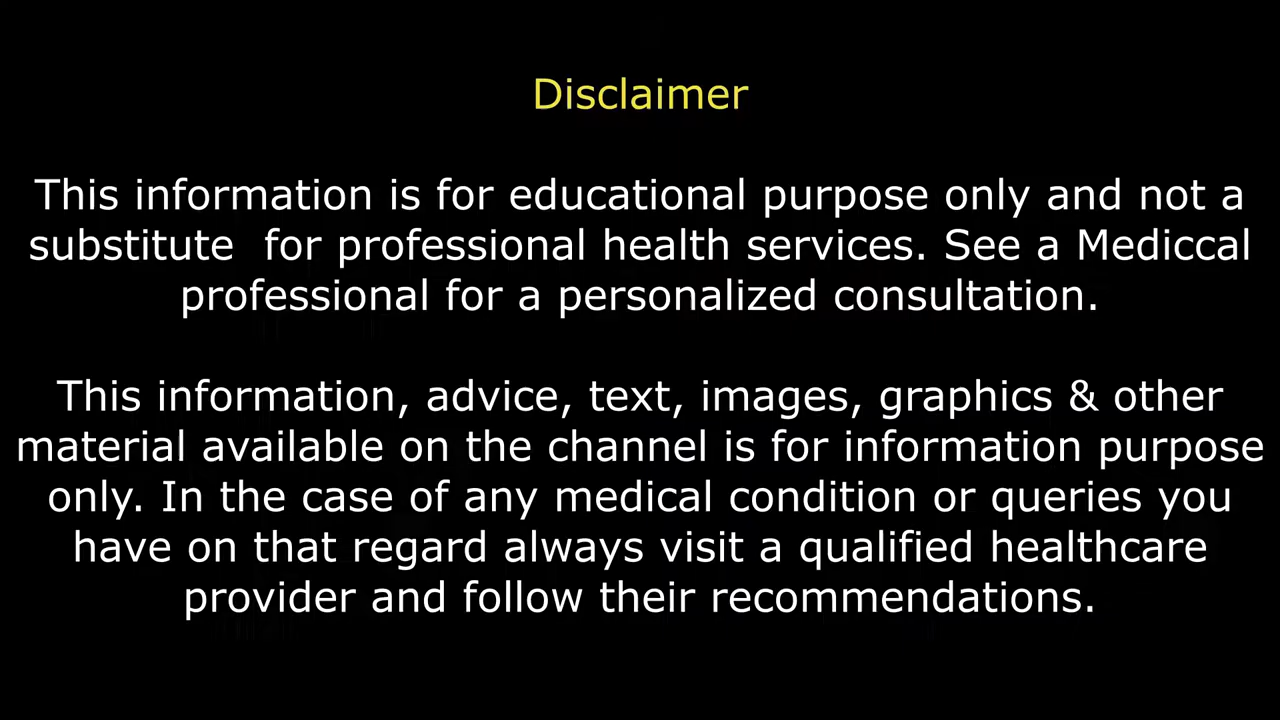 Disclaimer
This information is for educational purpose only and not a
substitute  for professional health services. See a Mediccal
professional for a personalized consultation.
This information, advice, text, images, graphics & other
material available on the channel is for information purpose
only. In the case of any medical condition or queries you
have on that regard always visit a qualified healthcare
provider and follow their recommendations.